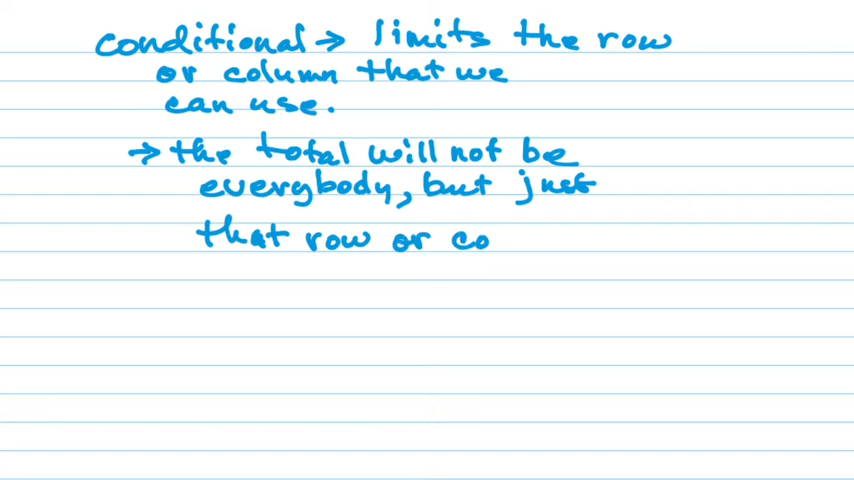 conditional → limits the row
or column that we
can use.
→ the total will not be
everybody, but just
that row or co